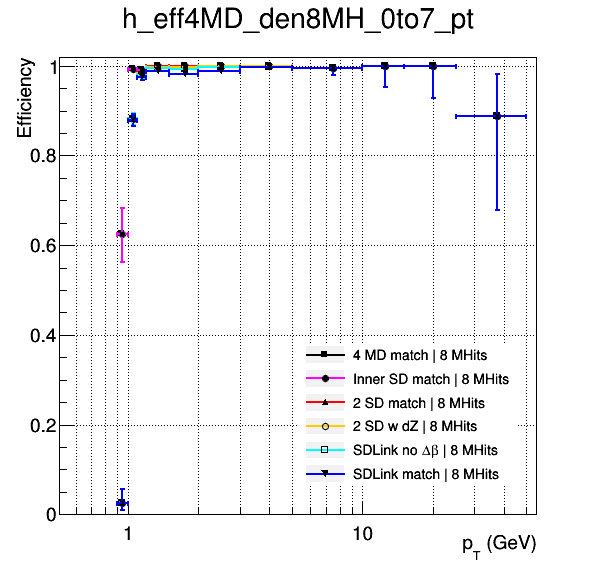 h_eff4MD_den8MH_0to7_pt
Efficiency
1
0.8
0.6
0.4
0.2
0
4 MD match | 8 MHits
Inner SD match | 8 MHits
2 SD match | 8 MHits
2 SD w dZ | 8 MHits
SDLink no Δβ | 8 MHits
SDLink match | 8 MHits
1
10
p_T (GeV)